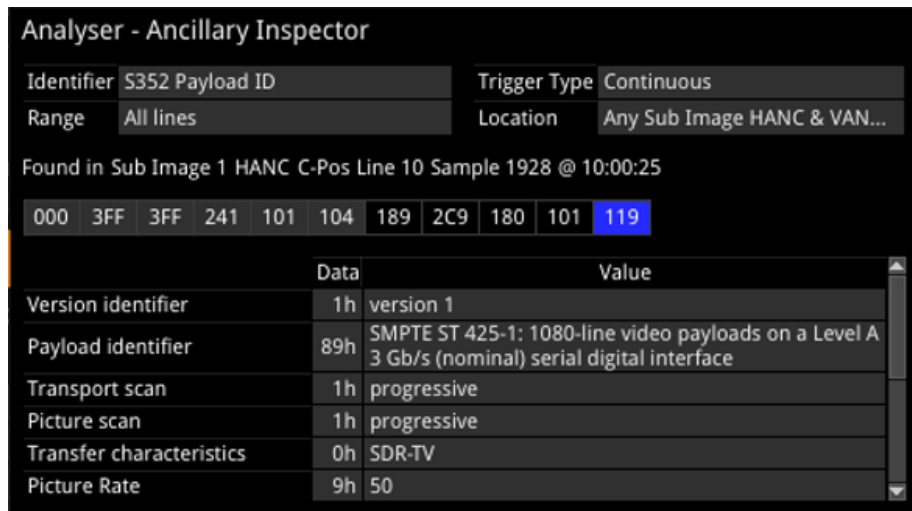 Analyser - Ancillary Inspector
Identifier S352 Payload ID Trigger Type Continuous
Range All lines Location Any Sub Image HANC & VAN...
Found in Sub Image 1 HANC C-Pos Line 10 Sample 1928 @ 10:00:25
000 3FF 3FF 241 101 104 189 2C9 180 101 119
Data Value
Version identifier 1h version 1
Payload identifier 89h SMPTE ST 425-1: 1080-line video payloads on a Level A
3 Gb/s (nominal) serial digital interface
Transport scan 1h progressive
Picture scan 1h progressive
Transfer characteristics 0h SDR-TV
Picture Rate 9h 50